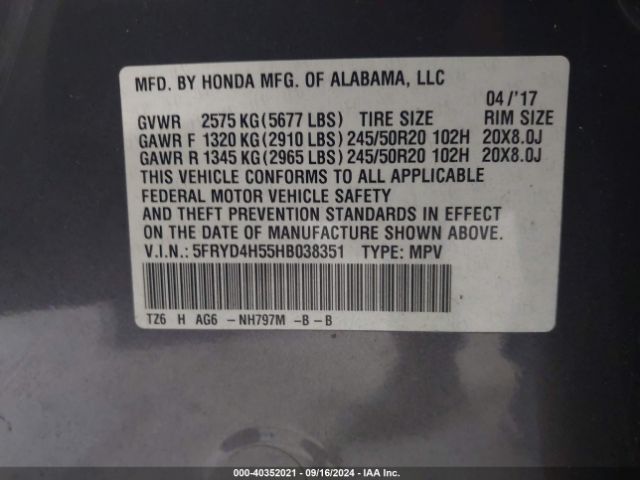 MFD. BY HONDA MFG. OF ALABAMA, LLC
04/'17
GVWR 2575 KG(5677 LBS) TIRE SIZE RIM SIZE
GAWR F 1320 KG(2910 LBS)245/50R20 102H 20X8.0J
GAWR R 1345 KG(2965 LBS)245/50R20 102H 20X8.0J
THIS VEHICLE CONFORMS TO ALL APPLICABLE
FEDERAL MOTOR VEHICLE SAFETY
AND THEFT PREVENTION STANDARDS IN EFFECT ON
THE DATE OF MANUFACTURE SHOWN ABOVE.
V.I.N.: 5FRYD4H55HB038351 TYPE: MPV
TZ6 H AG6 -NH797M -B-B
000-40352021 - 09/16/2024 - IAA Inc.